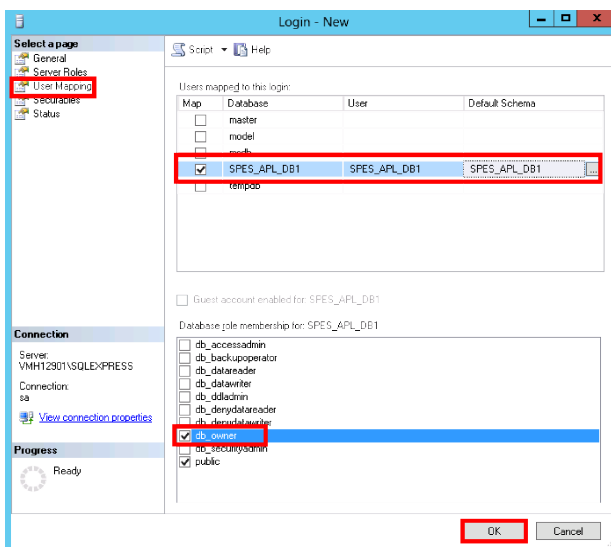 Login - New
Select a page
General
Server Roles
User Mapping
Securables
Status
Script Help
Users mapped to this login:
Map Database User Default Schema
master
model
msdb
SPES_APL_DB1 SPES_APL_DB1 SPES_APL_DB1 ...
tempdb
Guest account enabled for: SPES_APL_DB1
Database role membership for: SPES_APL_DB1
db_accessadmin
db_backupoperator
db_datareader
db_datawriter
db_ddladmin
db_denydatareader
db_denydatawriter
db_owner
db_securityadmin
public
Connection
Server:
VMH12901\SQLEXPRESS
Connection:
sa
View connection properties
Progress
Ready
OK Cancel